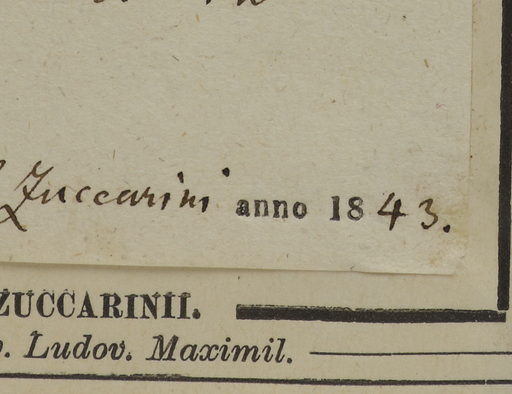 Zuccarini anno 1843.
ZUCCARINII.
Ludov. Maximil.